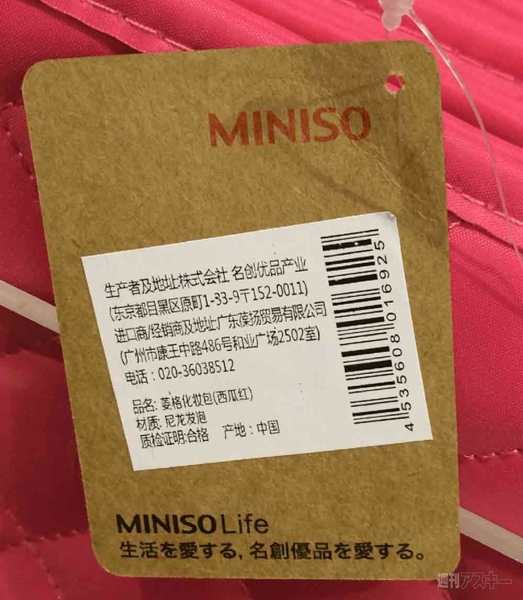 MINISO
生产者及地址:株式会社 名创优品产业
(东京都目黑区原町1-33-9〒152-0011)
进口商/经销商及地址:广东葆扬贸易有限公司
(广州市康王中路486号和业广场2502室)
电话:020-36038512
品名: 菱格化妆包(西瓜红)
材质: 尼龙发泡
质检证明:合格 产地:中国
4 535608 016925
MINISO Life
生活を愛する, 名創優品を愛する。
週刊アスキー